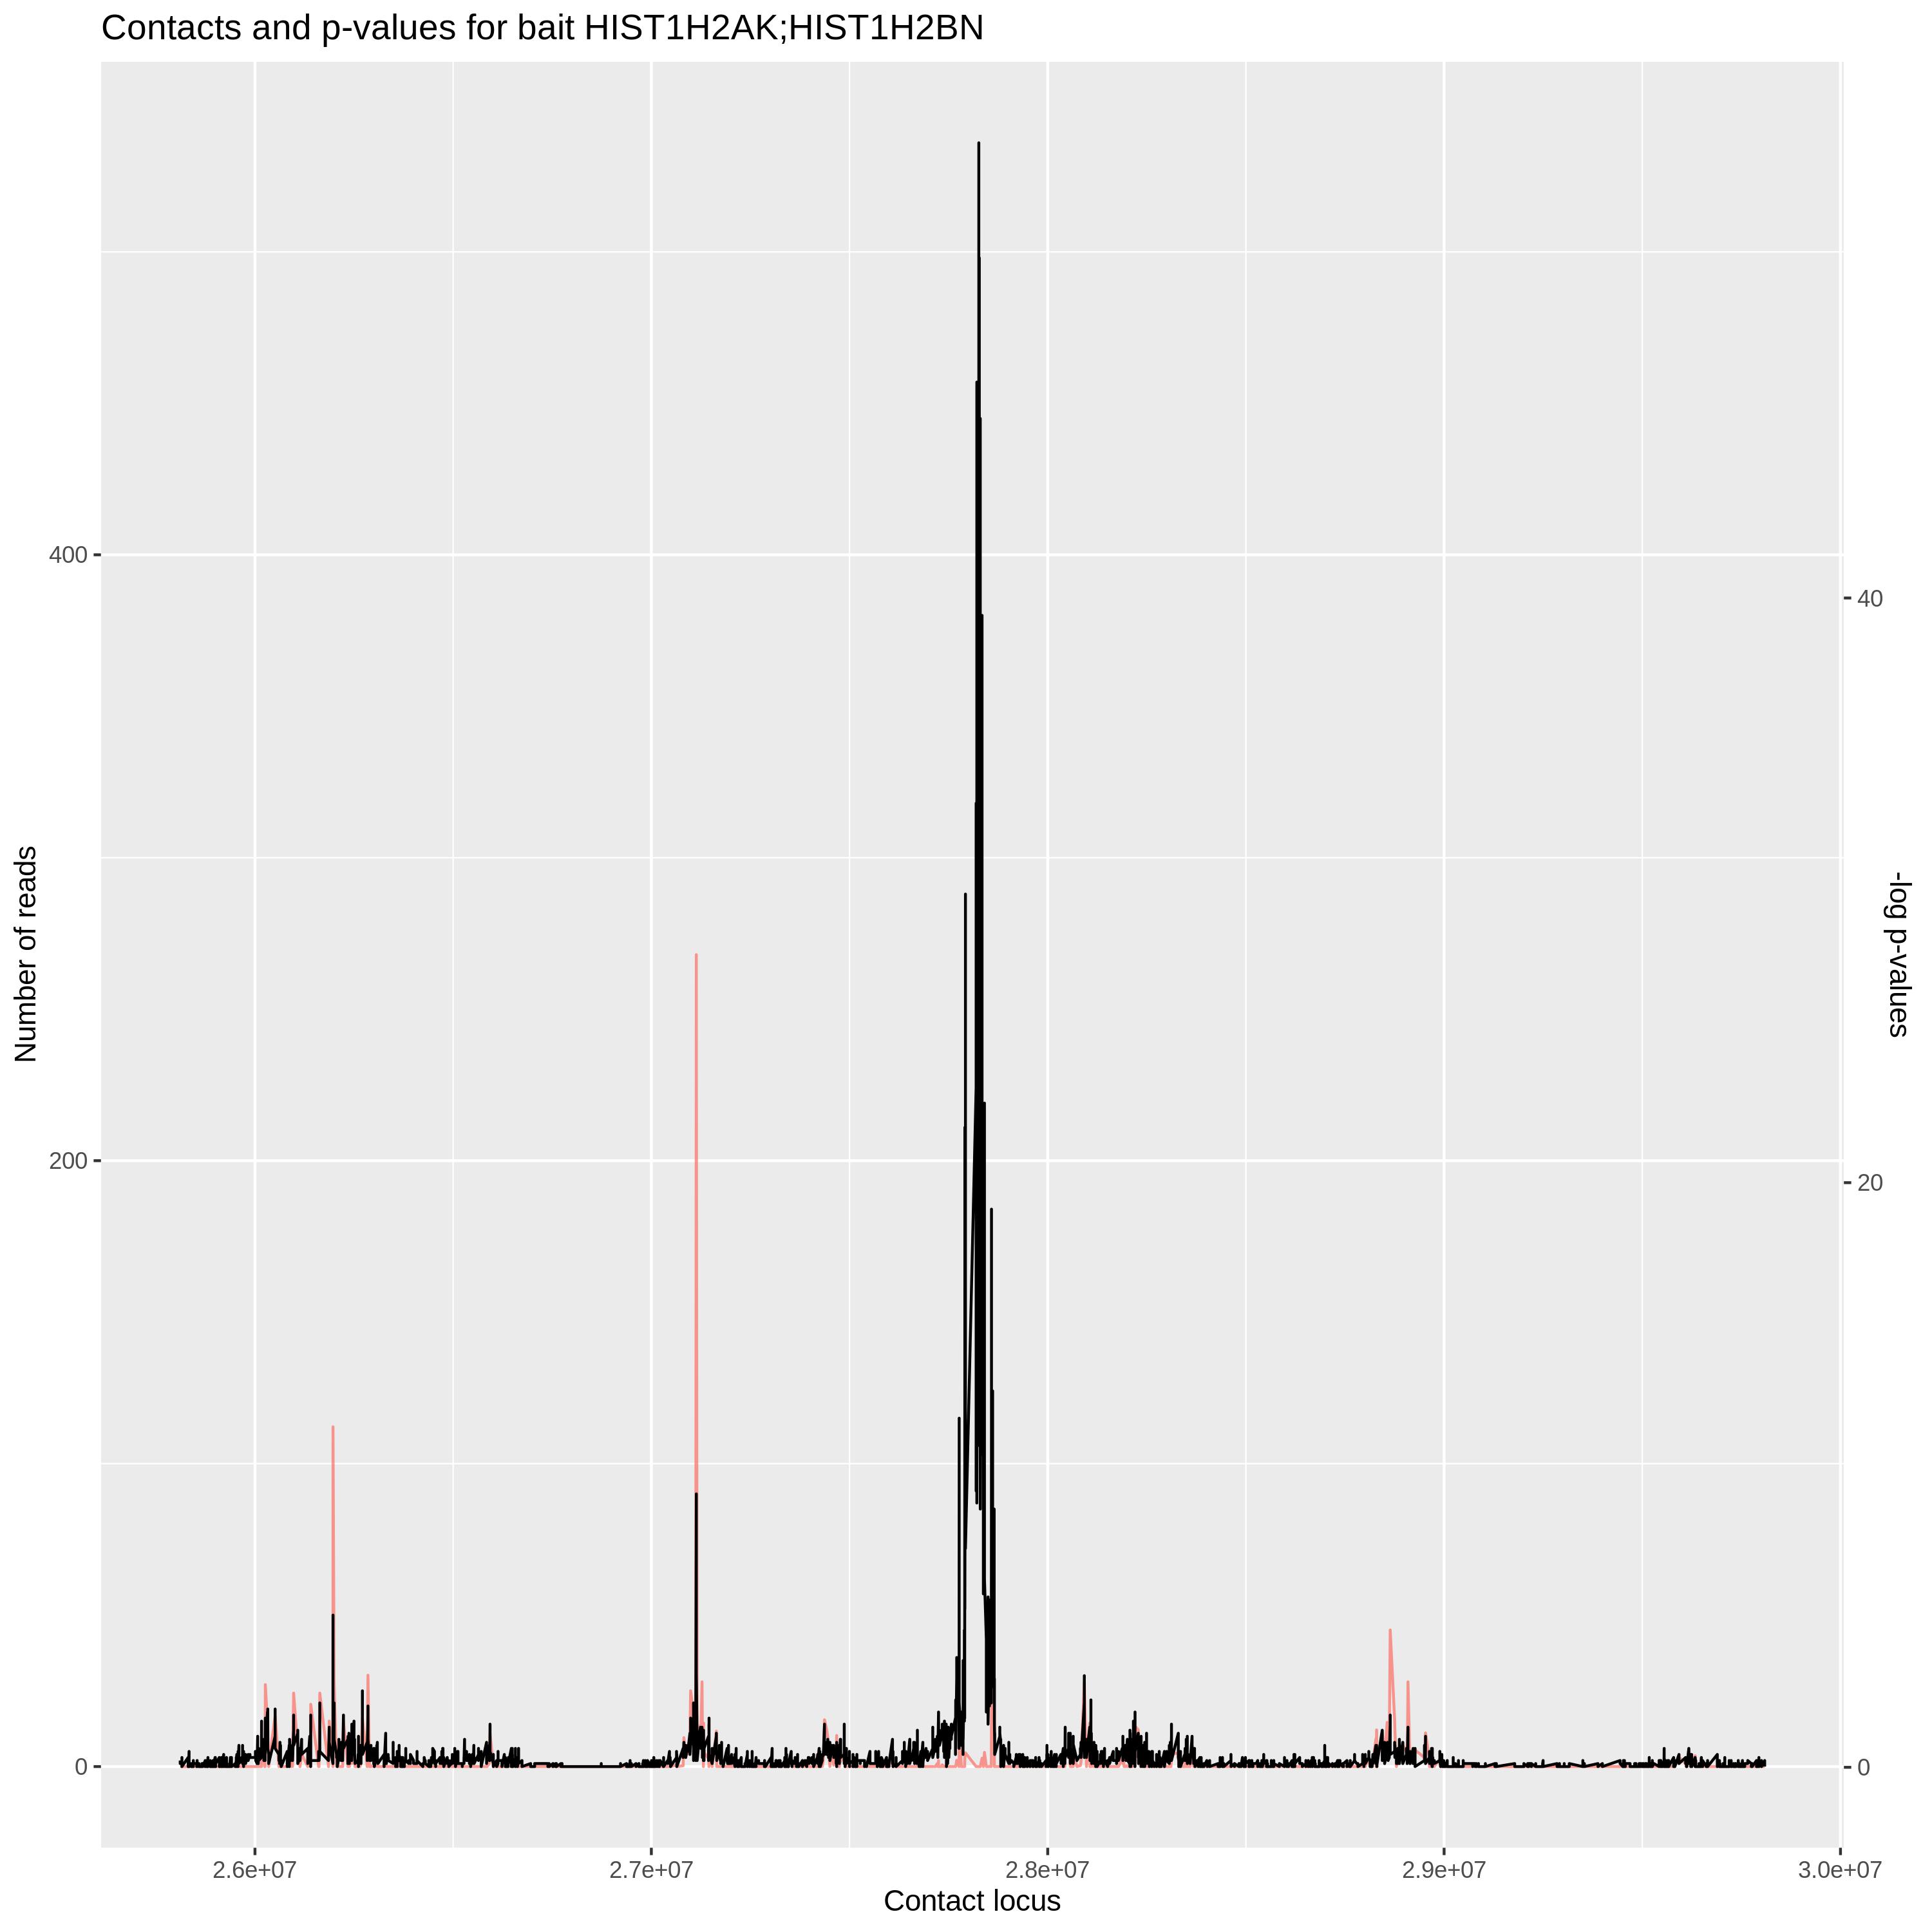 Contacts and p-values for bait HIST1H2AK;HIST1H2BN
Number of reads
400
200
0
-log p-values
40
20
0
2.6e+07
2.7e+07
2.8e+07
2.9e+07
3.0e+07
Contact locus